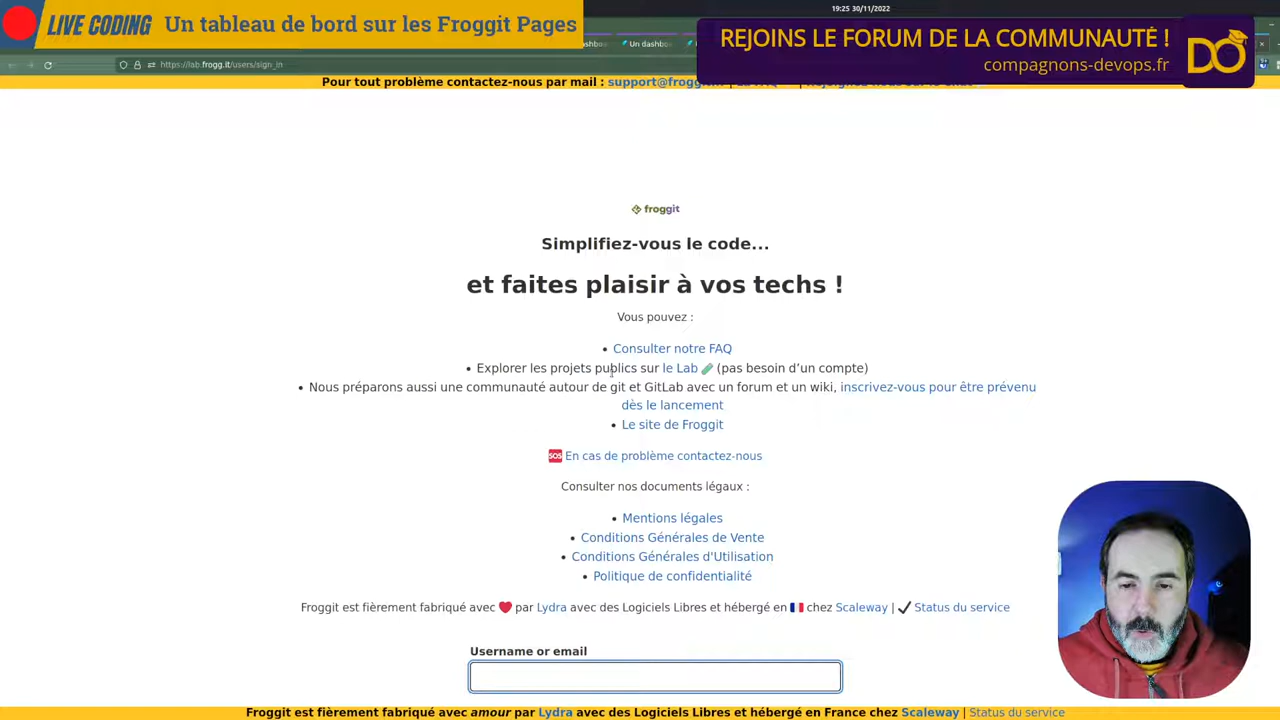 19:25 30/11/2022
LIVE CODING
Un tableau de bord sur les Froggit Pages
REJOINS LE FORUM DE LA COMMUNAUTÉ !
compagnons-devops.fr
DO
Un dashbo
https://lab.frogg.it/users/sign_in
Pour tout problème contactez-nous par mail :
froggit
Simplifiez-vous le code...
et faites plaisir à vos techs !
Vous pouvez :
• Consulter notre FAQ
• Explorer les projets publics sur le Lab 🧪 (pas besoin d’un compte)
• Nous préparons aussi une communauté autour de git et GitLab avec un forum et un wiki, inscrivez-vous pour être prévenu
dès le lancement
• Le site de Froggit
🆘 En cas de problème contactez-nous
Consulter nos documents légaux :
• Mentions légales
• Conditions Générales de Vente
• Conditions Générales d'Utilisation
• Politique de confidentialité
Froggit est fièrement fabriqué avec ❤️ par Lydra avec des Logiciels Libres et hébergé en 🇫🇷 chez Scaleway | ✔️ Status du service
Username or email
Froggit est fièrement fabriqué avec amour par Lydra avec des Logiciels Libres et hébergé en France chez Scaleway | Status du service